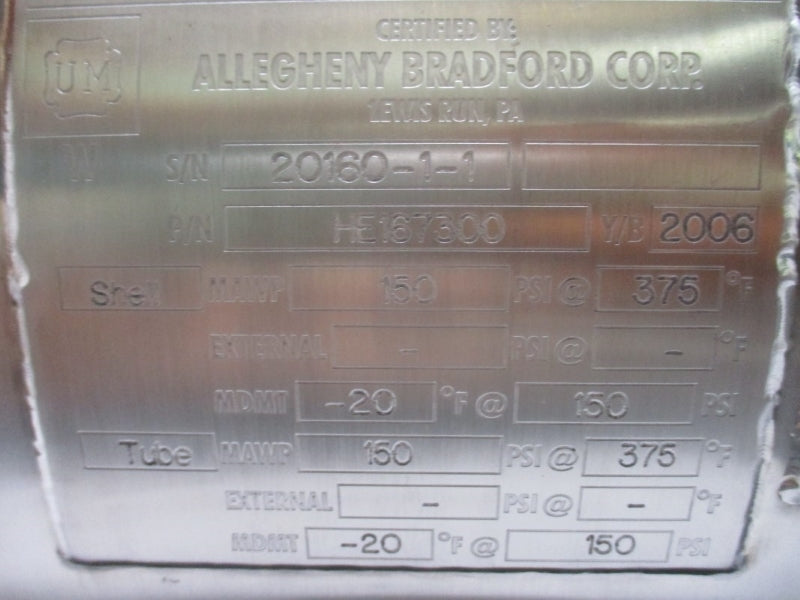 UM
CERTIFIED BY:
ALLEGHENY BRADFORD CORP.
LEWIS RUN, PA
W S/N 20160-1-1
P/N HE167300 Y/B 2006
Shell MAWP 150 PSI @ 375 °F
EXTERNAL - PSI @ - °F
MDMT -20 °F @ 150 PSI
Tube MAWP 150 PSI @ 375 °F
EXTERNAL - PSI @ - °F
MDMT -20 °F @ 150 PSI